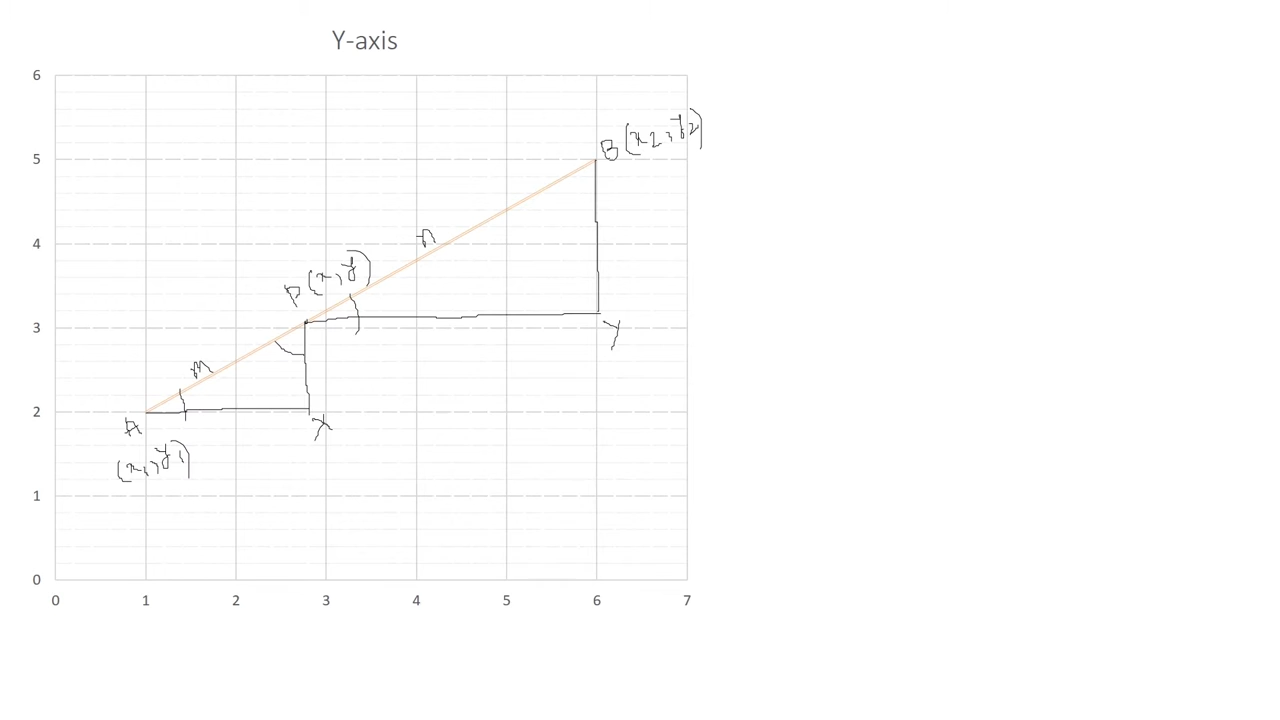 Y-axis
6
B (x2, y2)
5
4
n
P (x, y)
3
Y
m
2
A
X
(x1, y1)
1
0
0 1 2 3 4 5 6 7